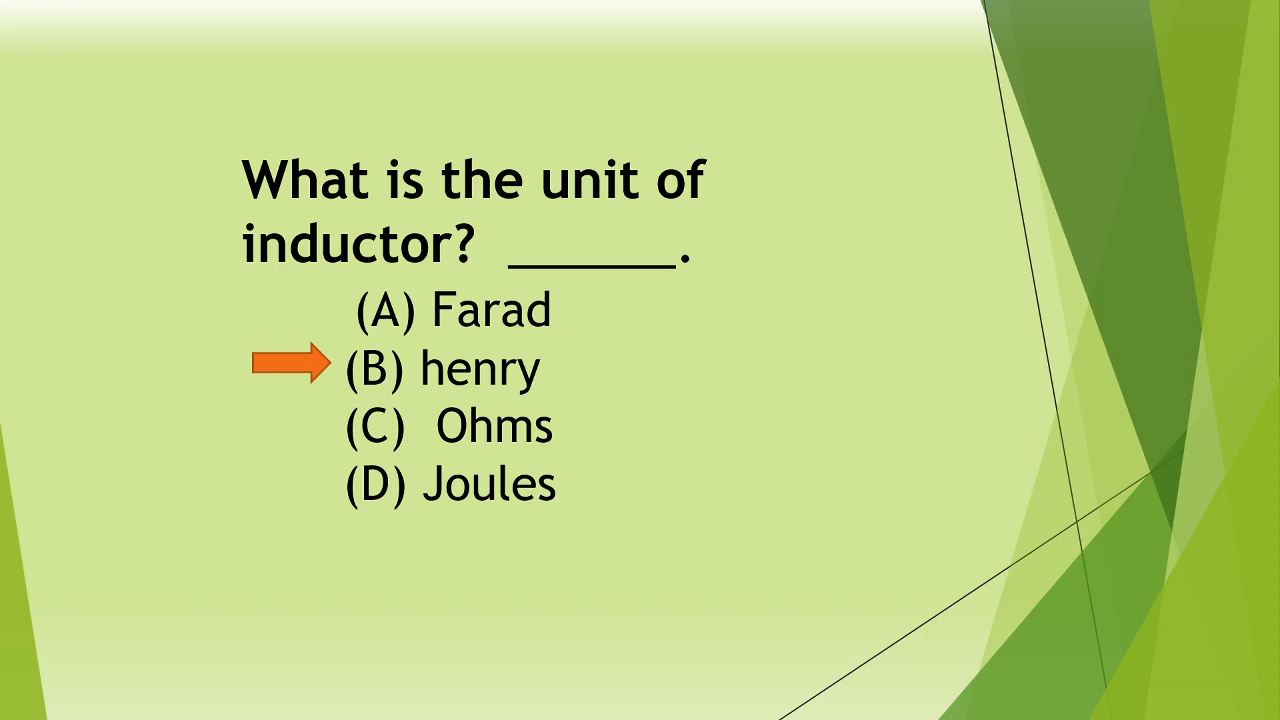 What is the unit of
inductor? ______.
(A) Farad
(B) henry
(C) Ohms
(D) Joules